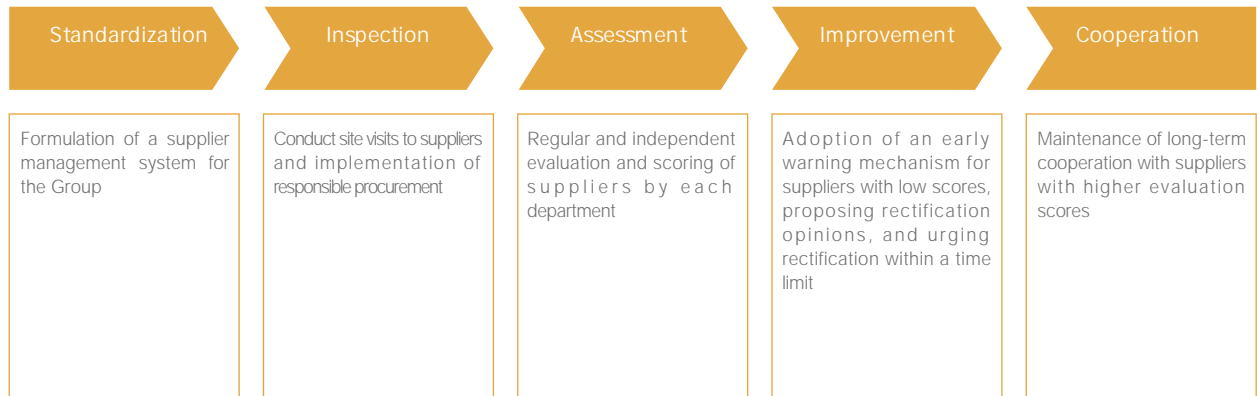 Standardization
Inspection
Assessment
Improvement
Cooperation
Formulation of a supplier
management system for
the Group
Conduct site visits to suppliers
and implementation of
responsible procurement
Regular and independent
evaluation and scoring of
suppliers by each
department
Adoption of an early
warning mechanism for
suppliers with low scores,
proposing rectification
opinions, and urging
rectification within a time
limit
Maintenance of long-term
cooperation with suppliers
with higher evaluation
scores